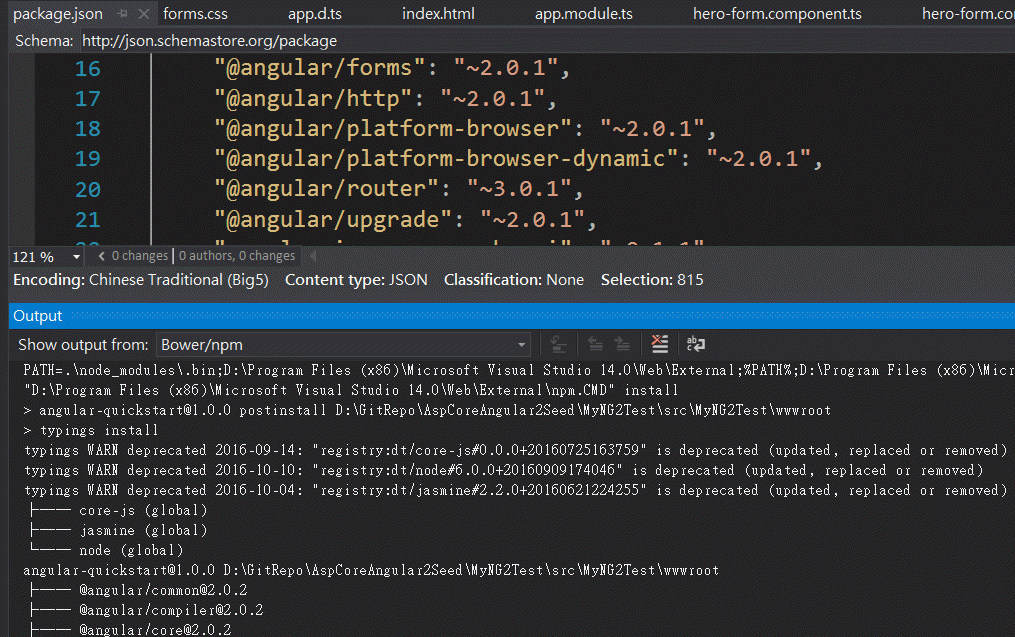 package.json forms.css app.d.ts index.html app.module.ts hero-form.component.ts
Schema: http://json.schemastore.org/package
16 "@angular/forms": "~2.0.1",
17 "@angular/http": "~2.0.1",
18 "@angular/platform-browser": "~2.0.1",
19 "@angular/platform-browser-dynamic": "~2.0.1",
20 "@angular/router": "~3.0.1",
21 "@angular/upgrade": "~2.0.1",
121 % 0 changes | 0 authors, 0 changes
Encoding: Chinese Traditional (Big5) Content type: JSON Classification: None Selection: 815
Output
Show output from: Bower/npm
PATH=.\node_modules\.bin;D:\Program Files (x86)\Microsoft Visual Studio 14.0\Web\External;%PATH%;D:\Program Files (x86)\Micr
"D:\Program Files (x86)\Microsoft Visual Studio 14.0\Web\External\npm.CMD" install
> angular-quickstart@1.0.0 postinstall D:\GitRepo\AspCoreAngular2Seed\MyNG2Test\src\MyNG2Test\wwwroot
> typings install
typings WARN deprecated 2016-09-14: "registry:dt/core-js#0.0.0+20160725163759" is deprecated (updated, replaced or removed)
typings WARN deprecated 2016-10-10: "registry:dt/node#6.0.0+20160909174046" is deprecated (updated, replaced or removed)
typings WARN deprecated 2016-10-04: "registry:dt/jasmine#2.2.0+20160621224255" is deprecated (updated, replaced or removed)
├── core-js (global)
├── jasmine (global)
└── node (global)
angular-quickstart@1.0.0 D:\GitRepo\AspCoreAngular2Seed\MyNG2Test\src\MyNG2Test\wwwroot
├── @angular/common@2.0.2
├── @angular/compiler@2.0.2
├── @angular/core@2.0.2